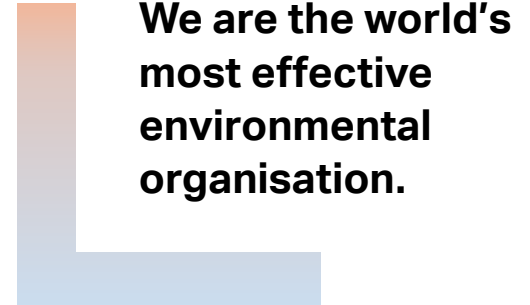 We are the world’s
most effective
environmental
organisation.